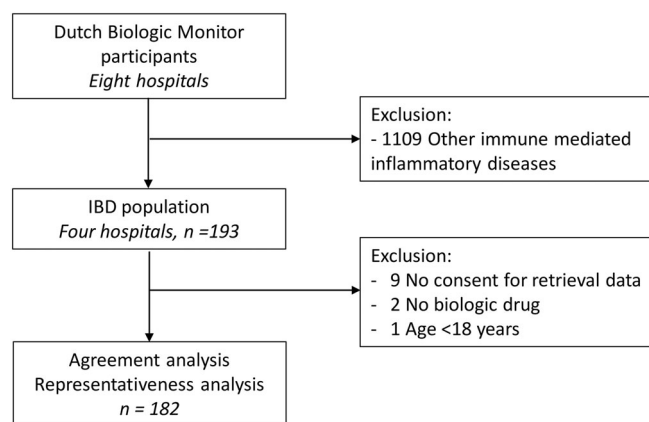 Dutch Biologic Monitor
participants
Eight hospitals
Exclusion:
- 1109 Other immune mediated
inflammatory diseases
IBD population
Four hospitals, n =193
Exclusion:
- 9 No consent for retrieval data
- 2 No biologic drug
- 1 Age <18 years
Agreement analysis
Representativeness analysis
n = 182